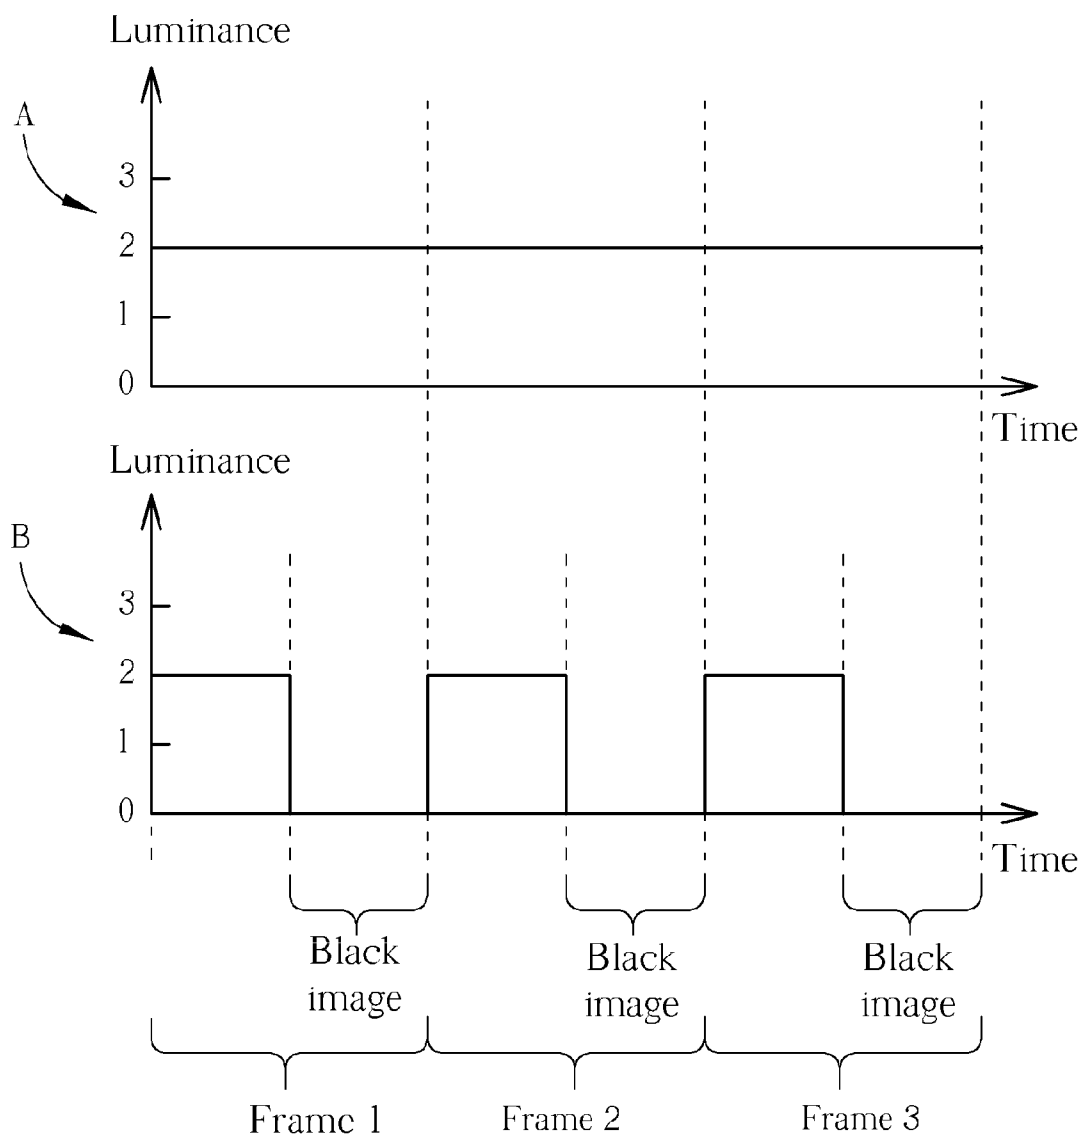 Luminance
A
3
2
1
0
Time
Luminance
B
3
2
1
0
Time
Black image
Black image
Black image
Frame 1
Frame 2
Frame 3